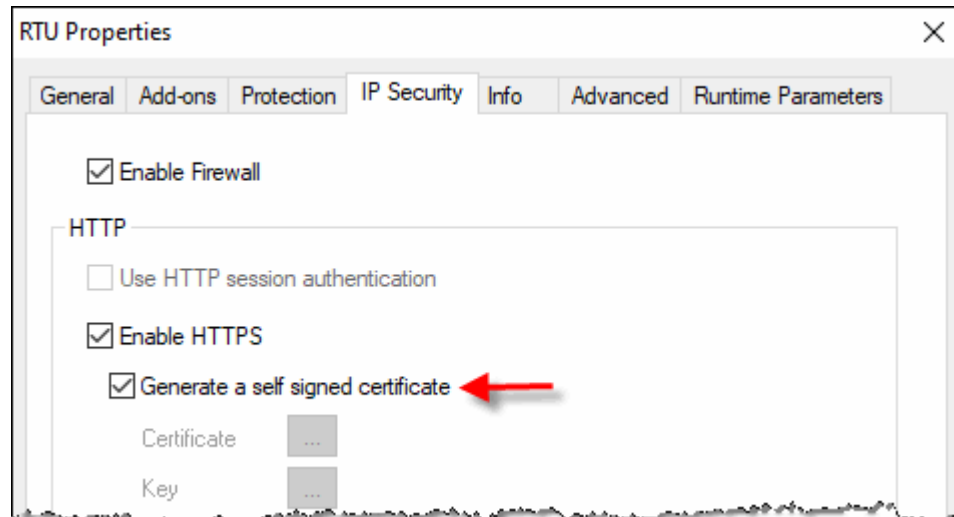 RTU Properties
General Add-ons Protection IP Security Info Advanced Runtime Parameters
Enable Firewall
HTTP
Use HTTP session authentication
Enable HTTPS
Generate a self signed certificate
Certificate ...
Key ...